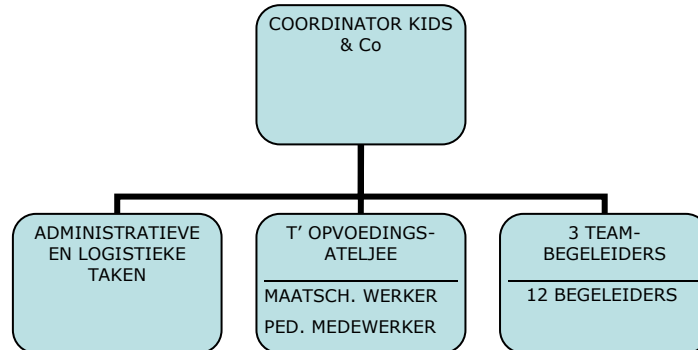 COORDINATOR KIDS
& Co
ADMINISTRATIEVE
EN LOGISTIEKE
TAKEN
T’ OPVOEDINGS-
ATELJEE
MAATSCH. WERKER
PED. MEDEWERKER
3 TEAM-
BEGELEIDERS
12 BEGELEIDERS